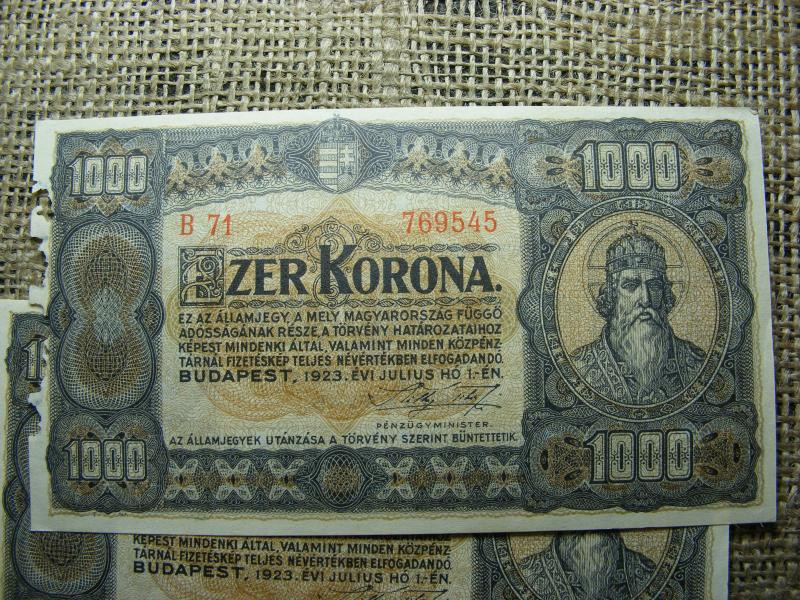 1000 1000
B 71 769545
EZER KORONA.
EZ AZ ÁLLAMJEGY, A MELY MAGYARORSZÁG FÜGGŐ
ADÓSSÁGÁNAK RÉSZE, A TÖRVÉNY HATÁROZATAIHOZ
KÉPEST MINDENKI ÁLTAL, VALAMINT MINDEN KÖZPÉNZ-
TÁRNÁL FIZETÉSKÉP TELJES NÉVÉRTÉKBEN ELFOGADANDÓ.
BUDAPEST, 1923. ÉVI JULIUS HÓ 1.-ÉN.
PÉNZÜGYMINISTER.
AZ ÁLLAMJEGYEK UTÁNZÁSA A TÖRVÉNY SZERINT BÜNTETTETIK.
1000 1000
KÉPEST MINDENKI ÁLTAL, VALAMINT MINDEN KÖZPÉNZ-
TÁRNÁL FIZETÉSKÉP TELJES NÉVÉRTÉKBEN ELFOGADANDÓ.
BUDAPEST, 1923. ÉVI JULIUS HÓ 1.-ÉN.